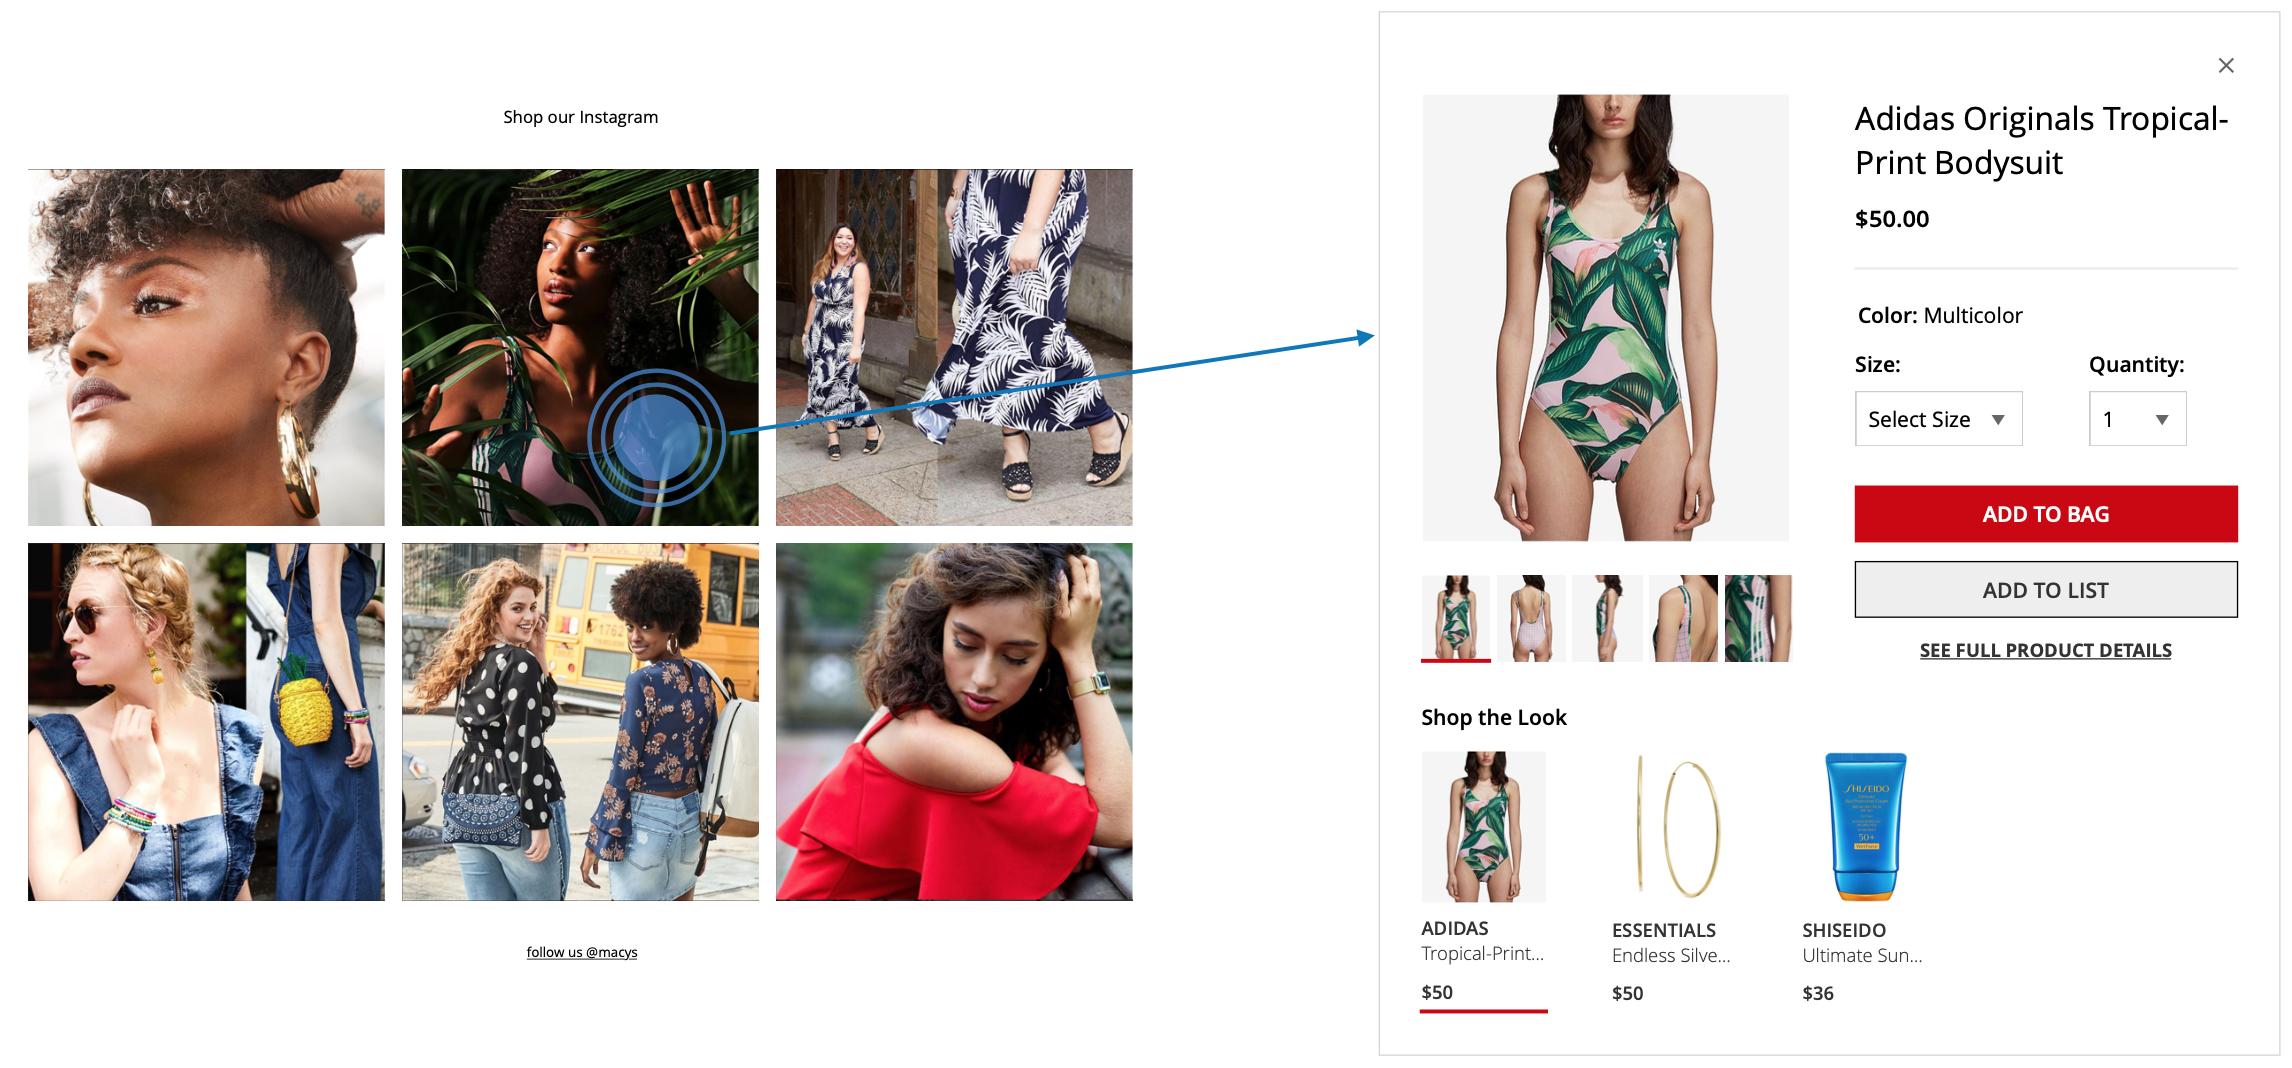 Shop our Instagram
follow us @macys
Adidas Originals Tropical-
Print Bodysuit
$50.00
Color: Multicolor
Size:
Quantity:
Select Size
1
ADD TO BAG
ADD TO LIST
SEE FULL PRODUCT DETAILS
Shop the Look
SHISEIDO
50+
ADIDAS
Tropical-Print...
$50
ESSENTIALS
Endless Silve...
$50
SHISEIDO
Ultimate Sun...
$36